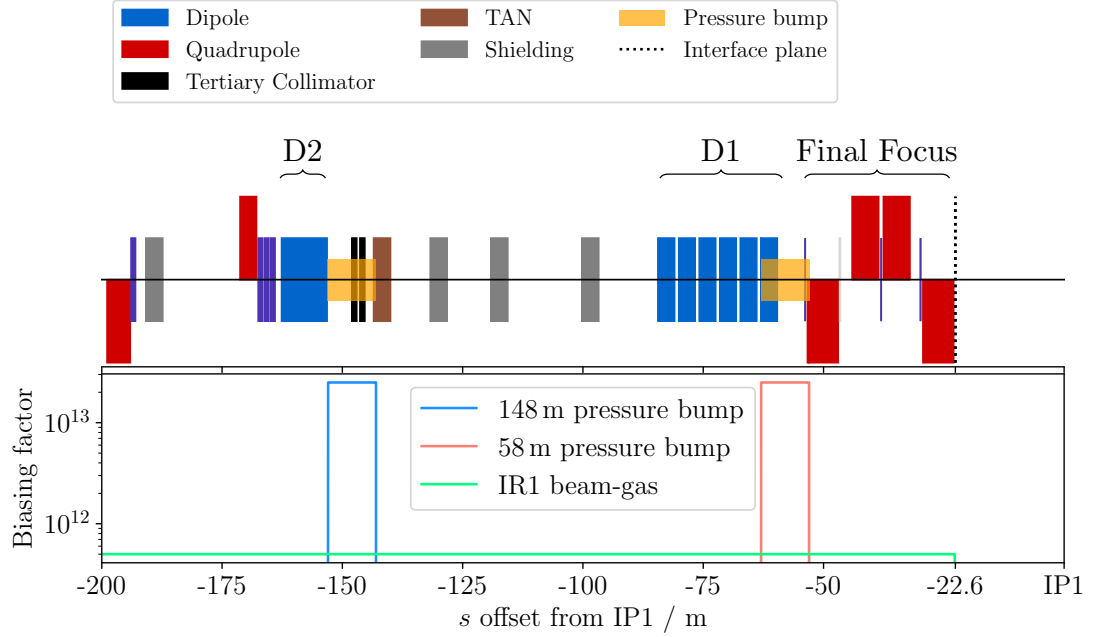 Dipole
TAN
Pressure bump
Quadrupole
Shielding
Interface plane
Tertiary Collimator
D2
D1
Final Focus
Biasing factor
10^13
10^12
148 m pressure bump
58 m pressure bump
IR1 beam-gas
-200
-175
-150
-125
-100
-75
-50
-22.6
IP1
s offset from IP1 / m